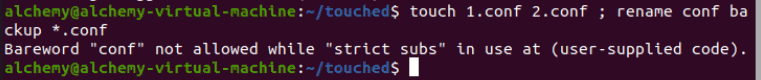 alchemy@alchemy-virtual-machine:~/touched$ touch 1.conf 2.conf ; rename conf ba
ckup *.conf
Bareword "conf" not allowed while "strict subs" in use at (user-supplied code).
alchemy@alchemy-virtual-machine:~/touched$